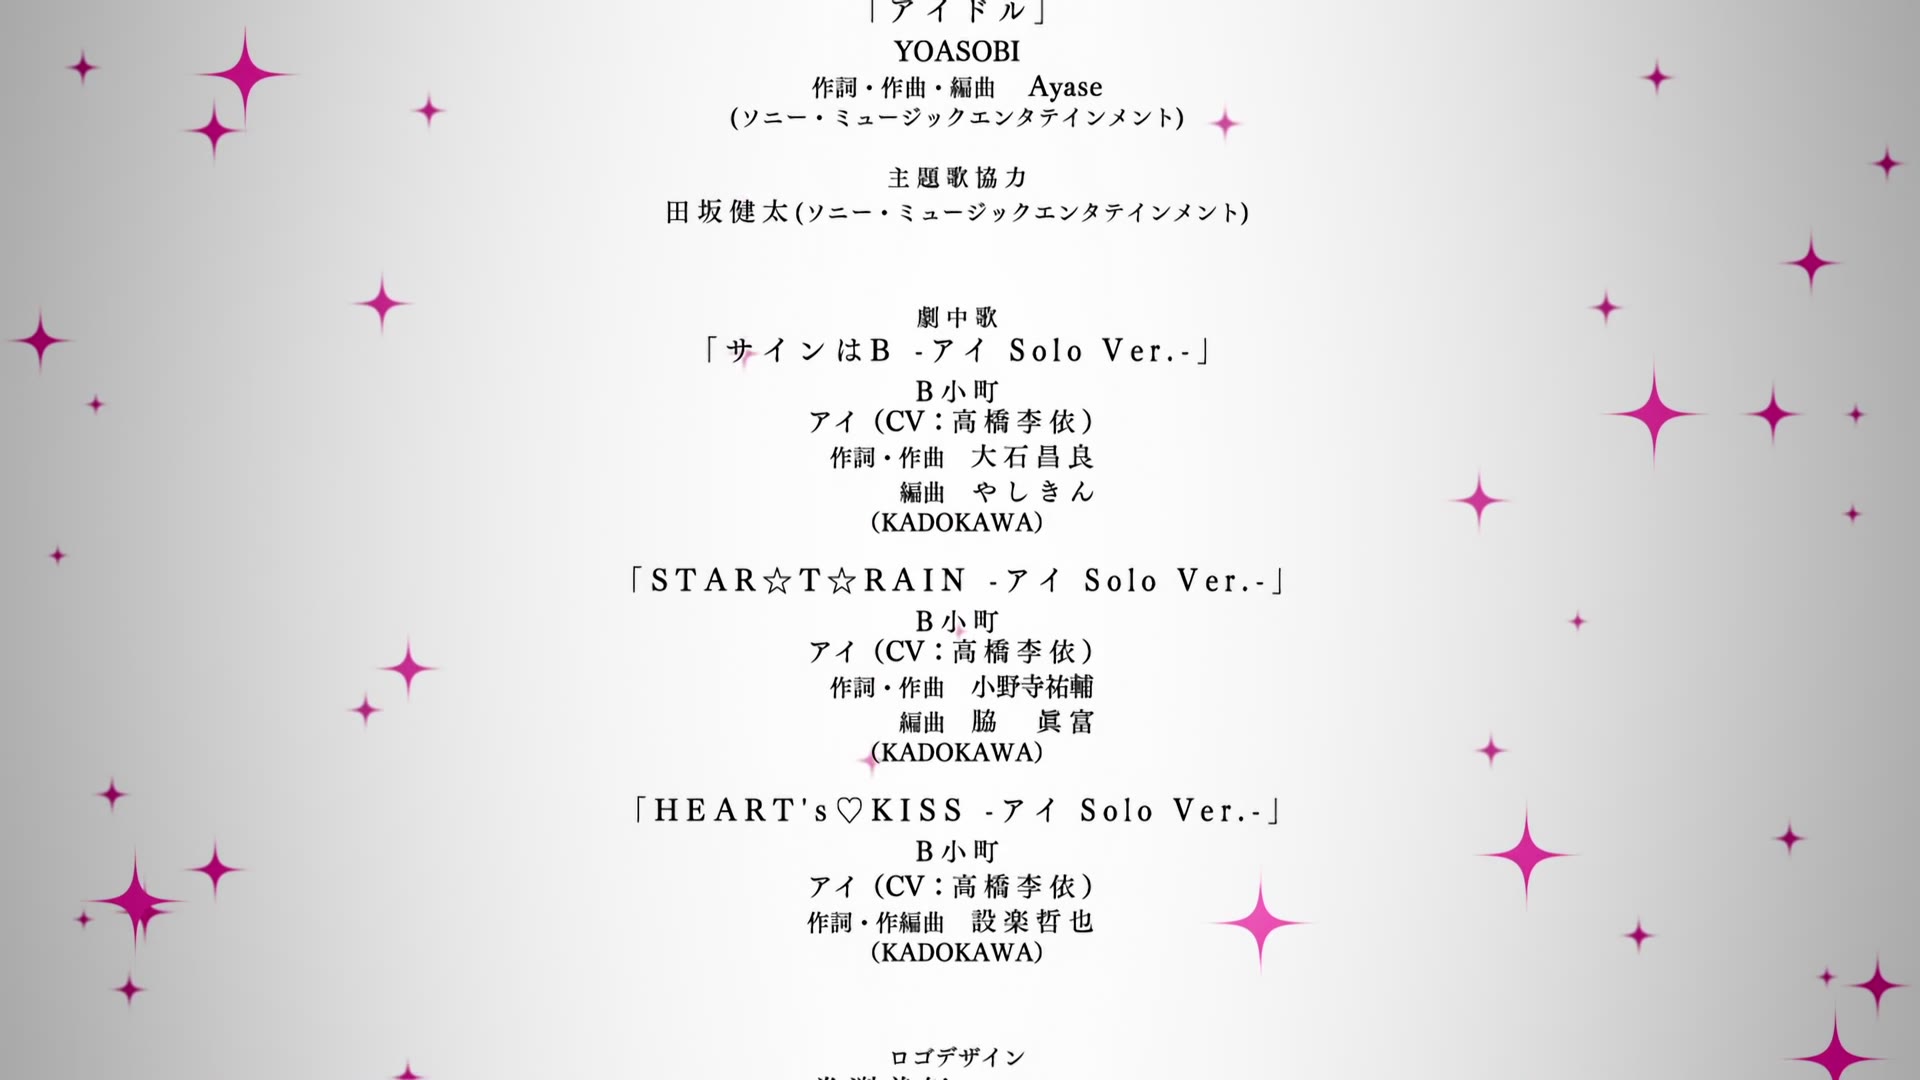 「アイドル」
YOASOBI
作詞・作曲・編曲　Ayase
(ソニー・ミュージックエンタテインメント)
主題歌協力
田坂健太(ソニー・ミュージックエンタテインメント)
劇中歌
「サインはB -アイ Solo Ver.-」
B小町
アイ（CV：高橋李依）
作詞・作曲　大石昌良
編曲　やしきん
（KADOKAWA）
「STAR☆T☆RAIN -アイ Solo Ver.-」
B小町
アイ（CV：高橋李依）
作詞・作曲　小野寺祐輔
編曲　脇　眞富
（KADOKAWA）
「HEART's♡KISS -アイ Solo Ver.-」
B小町
アイ（CV：高橋李依）
作詞・作編曲　設楽哲也
（KADOKAWA）
ロゴデザイン